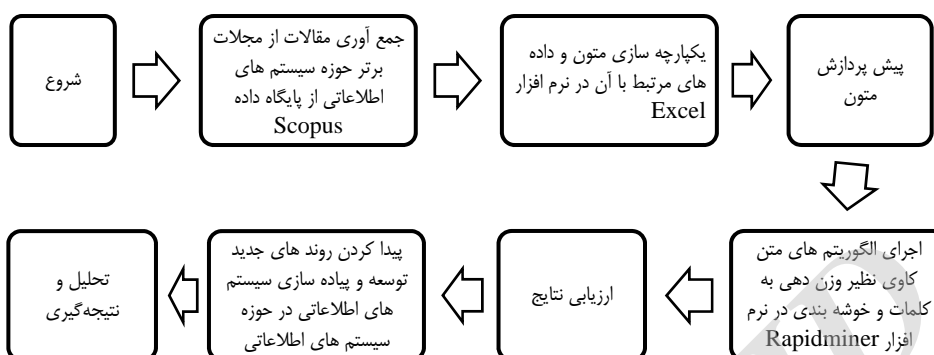 شروع
جمع آوری مقالات از مجلات
برتر حوزه سیستم های
اطلاعاتی از پایگاه داده
Scopus
یکپارچه سازی متون و داده
های مرتبط با آن در نرم افزار
Excel
پیش پردازش
متون
اجرای الگوریتم های متن
کاوی نظیر وزن دهی به
کلمات و خوشه بندی در نرم
افزار Rapidminer
ارزیابی نتایج
پیدا کردن روند های جدید
توسعه و پیاده سازی سیستم
های اطلاعاتی در حوزه
سیستم های اطلاعاتی
تحلیل و
نتیجه‌گیری